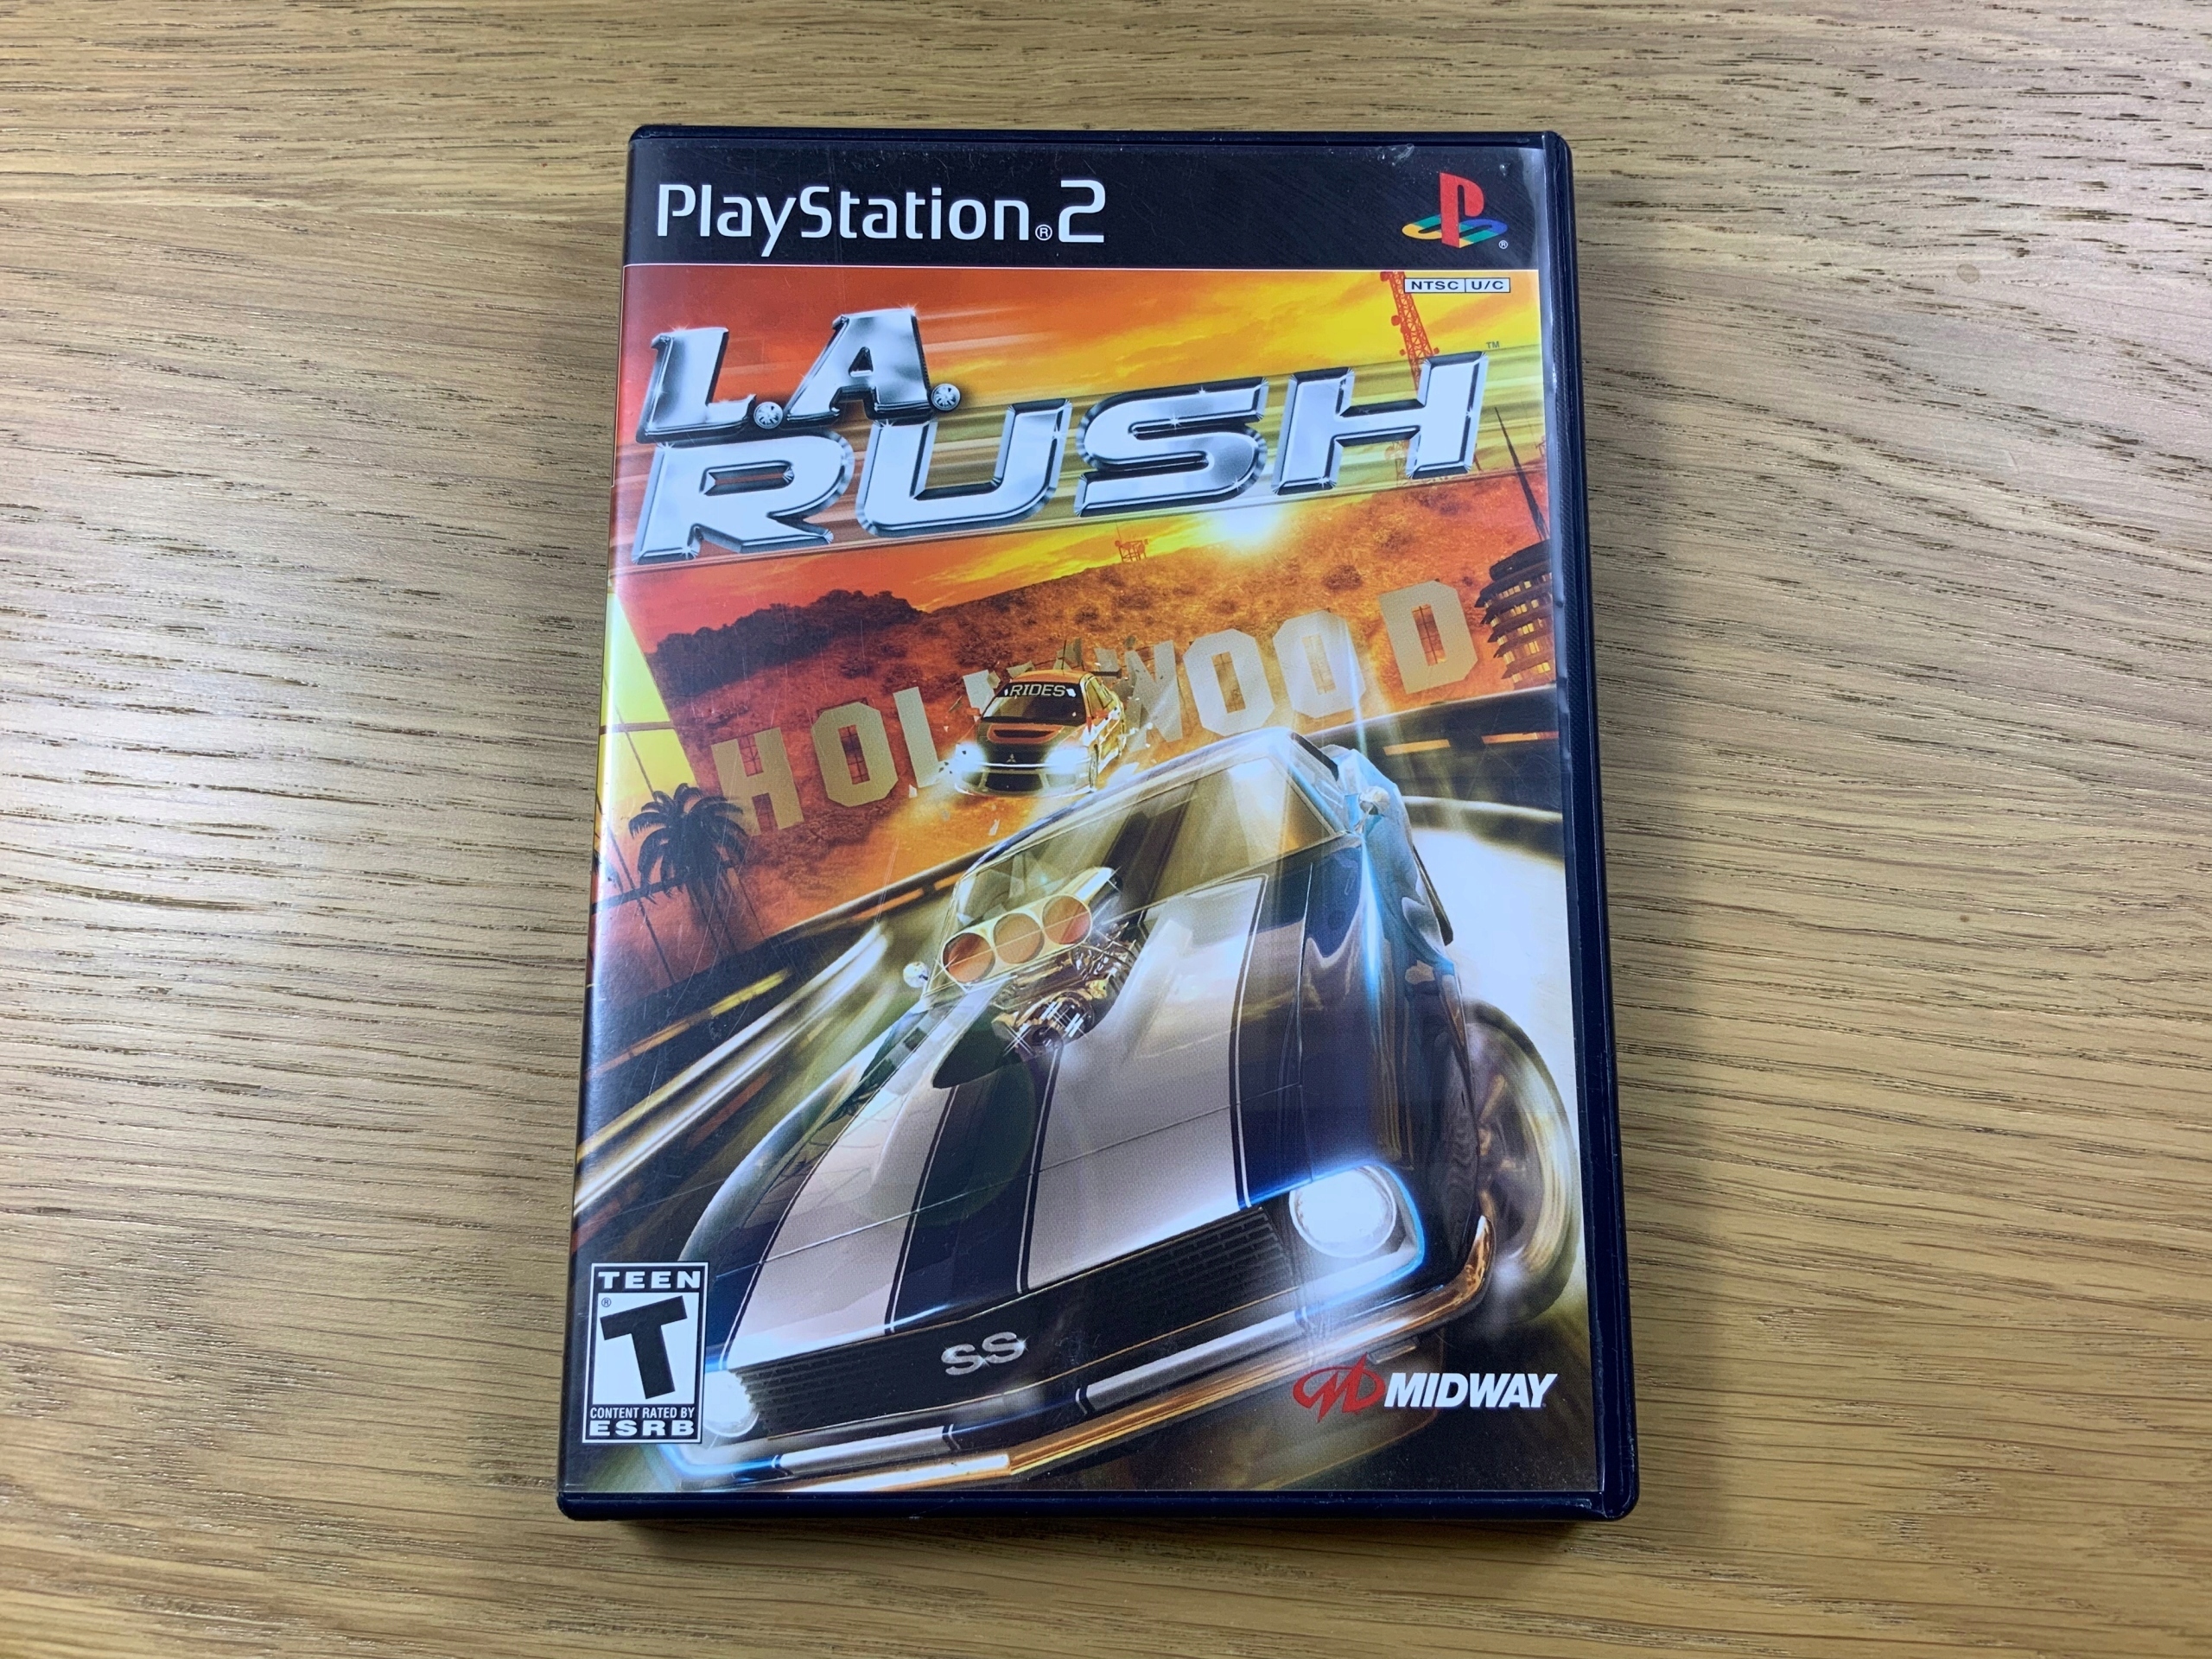 PlayStation®2
NTSC U/C
L.A.
RUSH™
HOLLYWOOD
RIDES
SS
TEEN
T®
CONTENT RATED BY
ESRB
MIDWAY